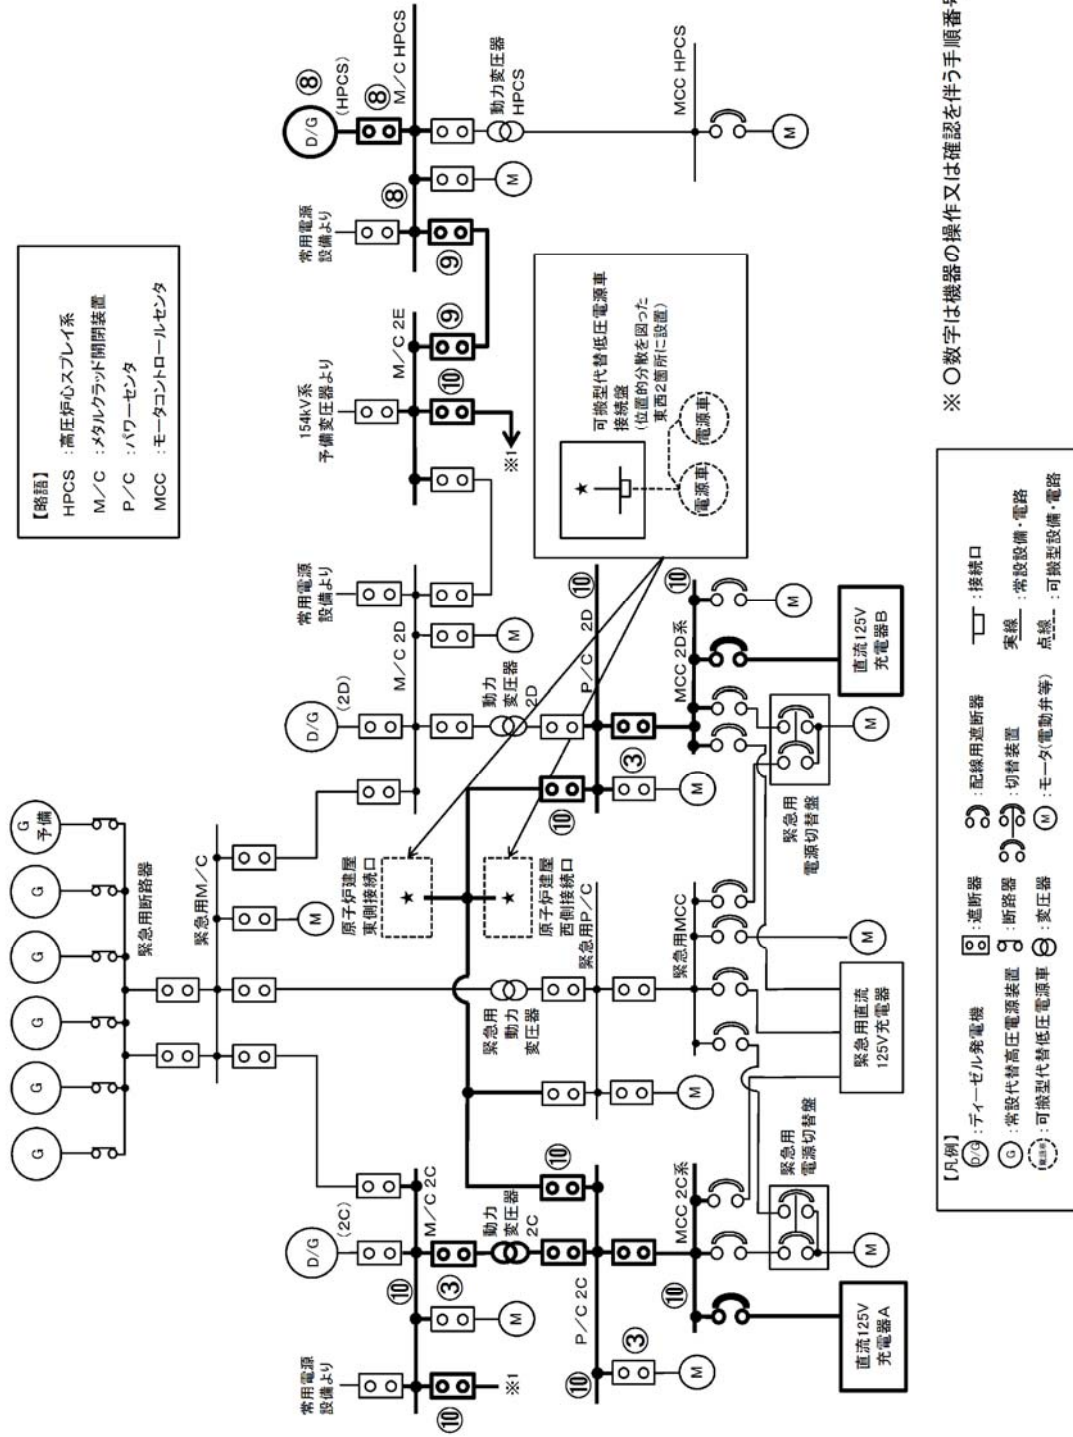 【略語】
HPCS :高圧炉心スプレイ系
M/C :メタルクラッド開閉装置
P/C :パワーセンタ
MCC :モータコントロールセンタ
G
G
G
G
G
G
予備
緊急用断路器
緊急用M/C
M
常用電源
設備より
D/G
(2C)
M/C 2C
⑩
⑩
※1
M
③
動力
変圧器
2C
⑩
P/C 2C
⑩
③
M
MCC 2C系
⑩
直流125V
充電器A
緊急用
電源切替盤
M
緊急用
動力
変圧器
緊急用P/C
M
緊急用MCC
M
緊急用直流
125V充電器
原子炉建屋
東側接続口
★
原子炉建屋
西側接続口
★
D/G
(2D)
常用電源
設備より
M/C 2D
M
動力
変圧器
2D
P/C 2D
⑩
⑩
③
M
MCC 2D系
⑩
M
直流125V
充電器B
緊急用
電源切替盤
M
154kV系
予備変圧器より
M/C 2E
⑩
⑨
※1
⑨
常用電源
設備より
⑧
D/G
⑧
(HPCS)
⑧
M/C HPCS
M
動力変圧器
HPCS
MCC HPCS
M
可搬型代替低圧電源車
接続盤
(位置的分散を図った
東西2箇所に設置)
★
電源車
電源車
【凡例】
D/G :ディーゼル発電機
G :常設代替高圧電源装置
電源車 :可搬型代替低圧電源車
:遮断器
:断路器
:変圧器
:配線用遮断器
:切替装置
M :モータ(電動弁等)
:接続口
実線 :常設設備・電路
点線 :可搬型設備・電路
※ ○数字は機器の操作又は確認を伴う手順番号